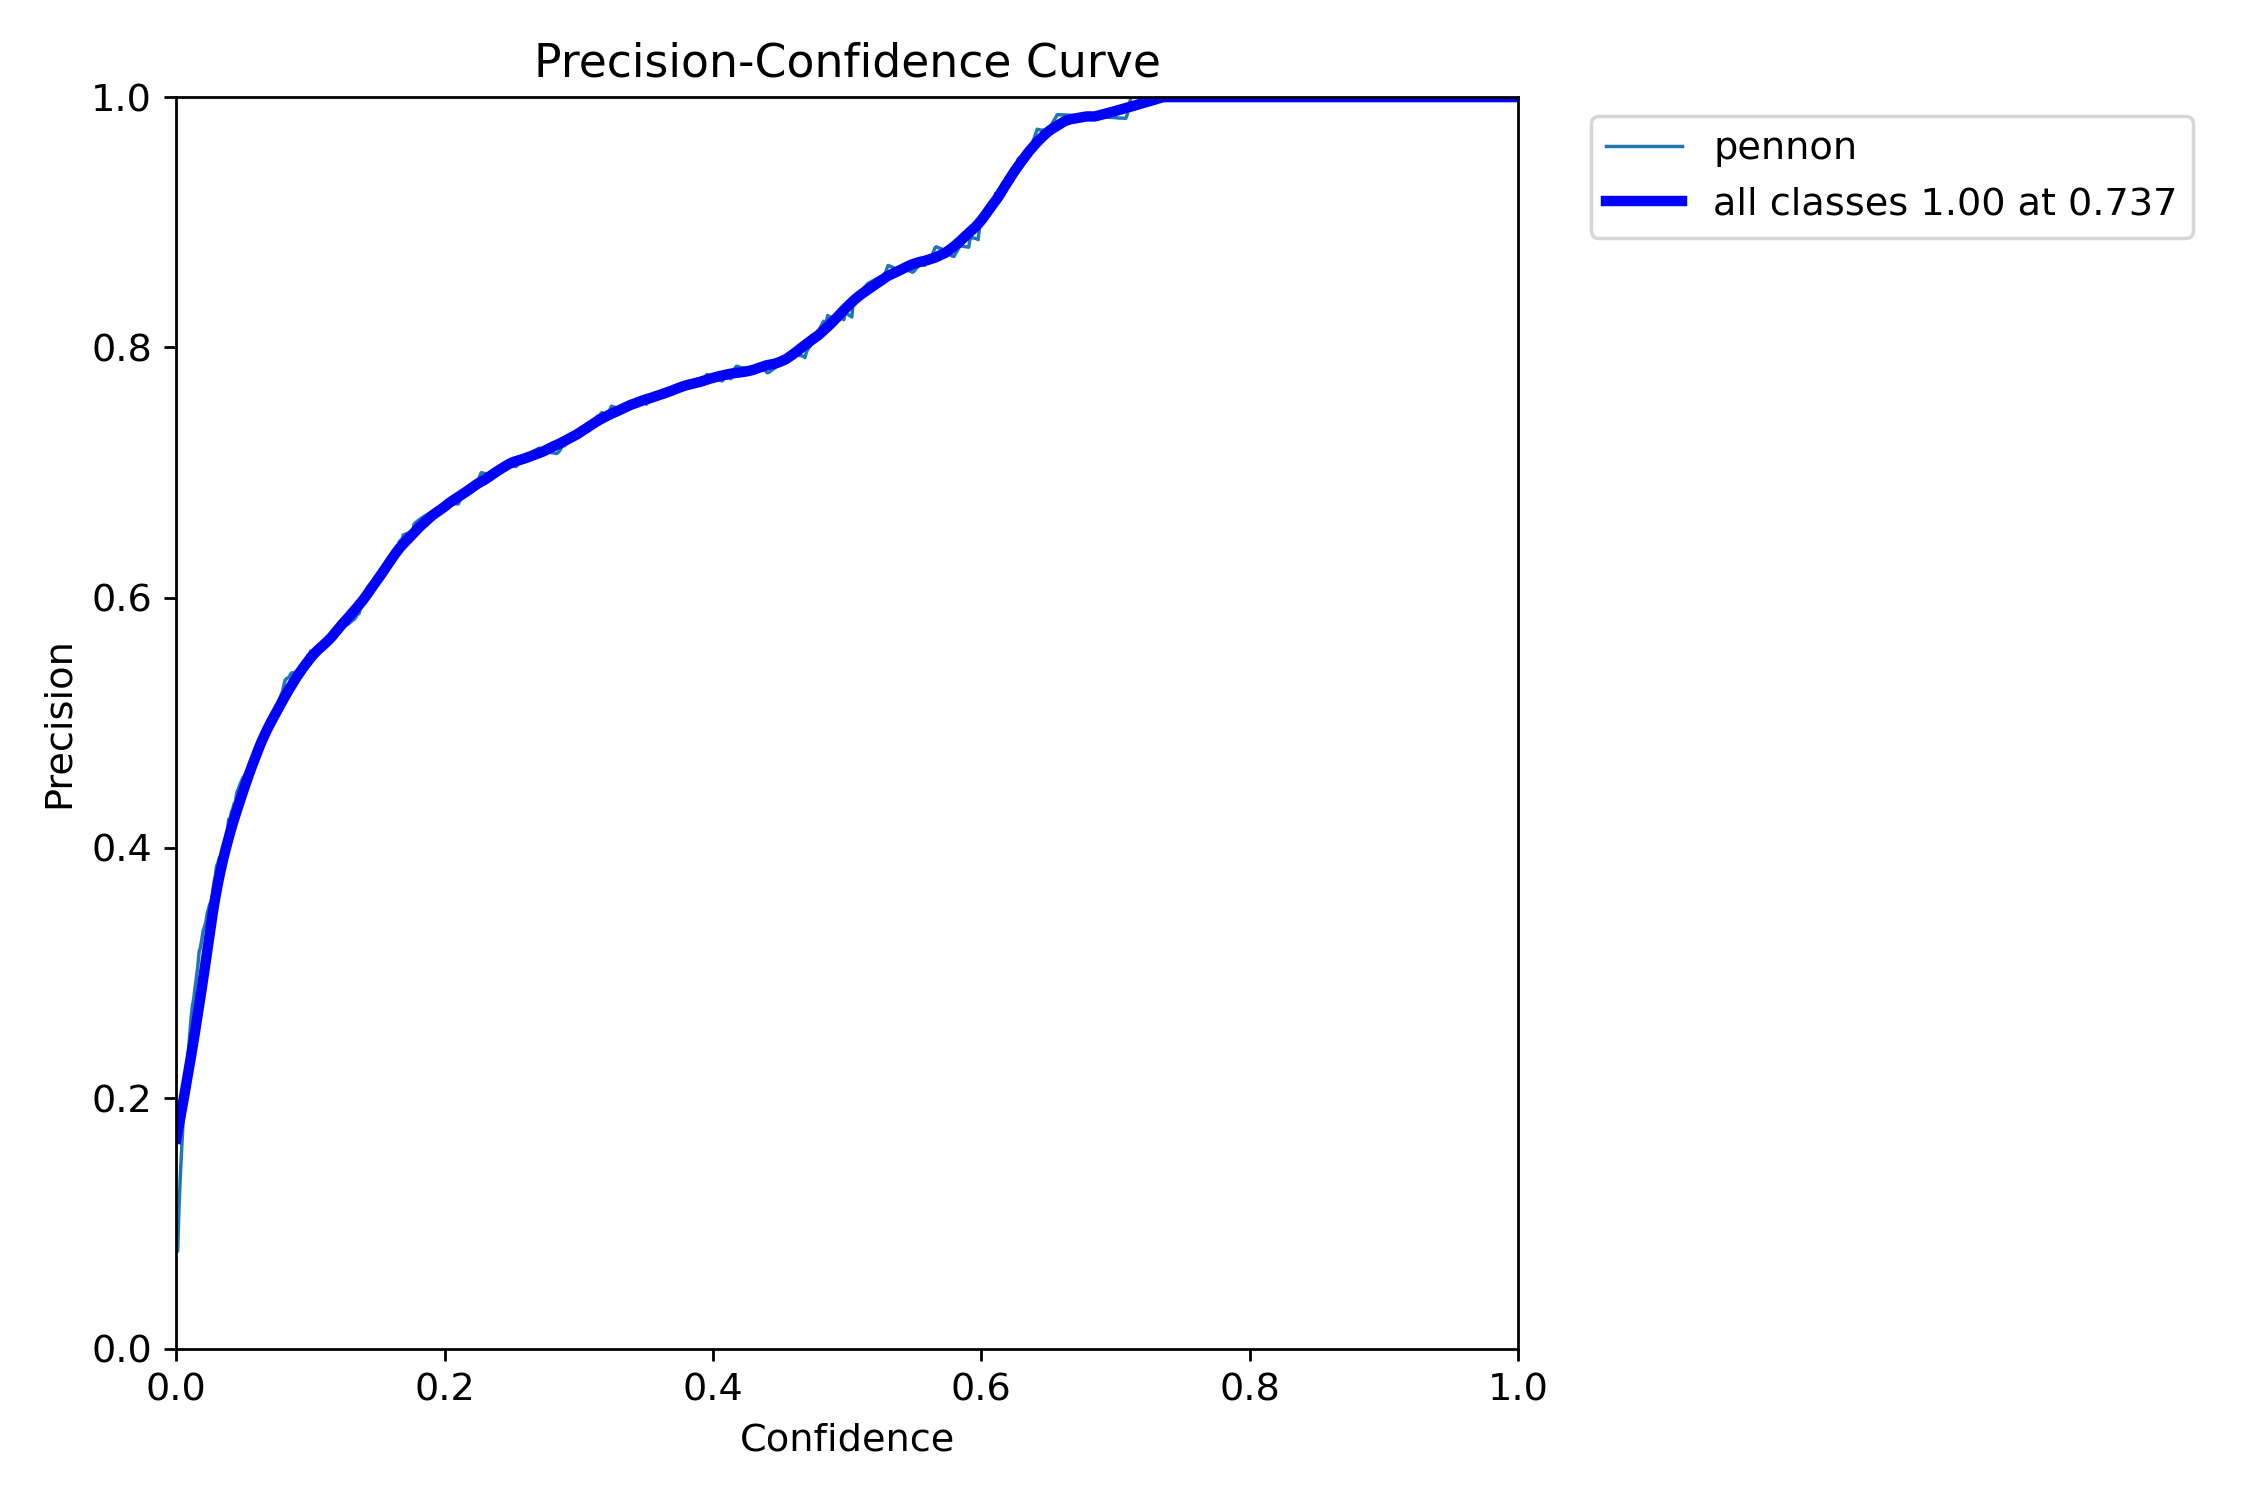 Precision-Confidence Curve
1.0
0.8
0.6
0.4
0.2
0.0
Precision
0.0 0.2 0.4 0.6 0.8 1.0
Confidence
pennon
all classes 1.00 at 0.737